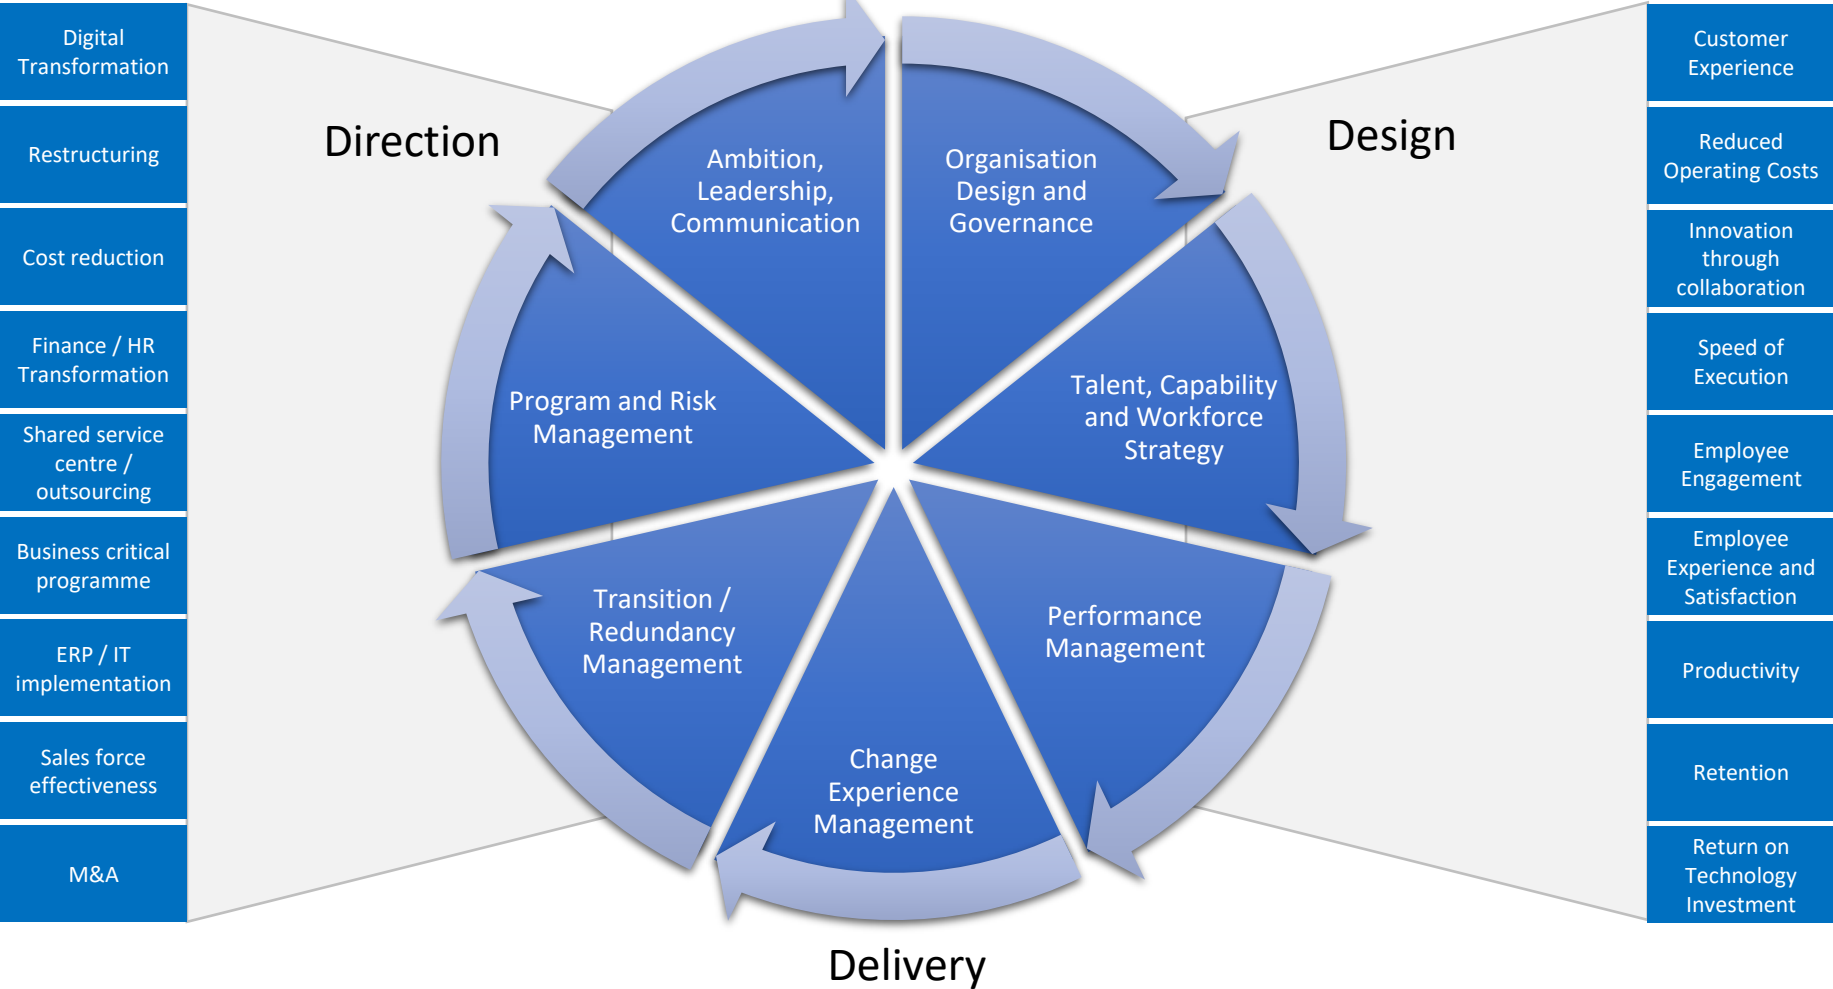 Digital
Transformation
Restructuring
Cost reduction
Finance / HR
Transformation
Shared service
centre /
outsourcing
Business critical
programme
ERP / IT
implementation
Sales force
effectiveness
M&A
Direction
Design
Delivery
Ambition,
Leadership,
Communication
Organisation
Design and
Governance
Talent, Capability
and Workforce
Strategy
Performance
Management
Change
Experience
Management
Transition /
Redundancy
Management
Program and Risk
Management
Customer
Experience
Reduced
Operating Costs
Innovation
through
collaboration
Speed of
Execution
Employee
Engagement
Employee
Experience and
Satisfaction
Productivity
Retention
Return on
Technology
Investment